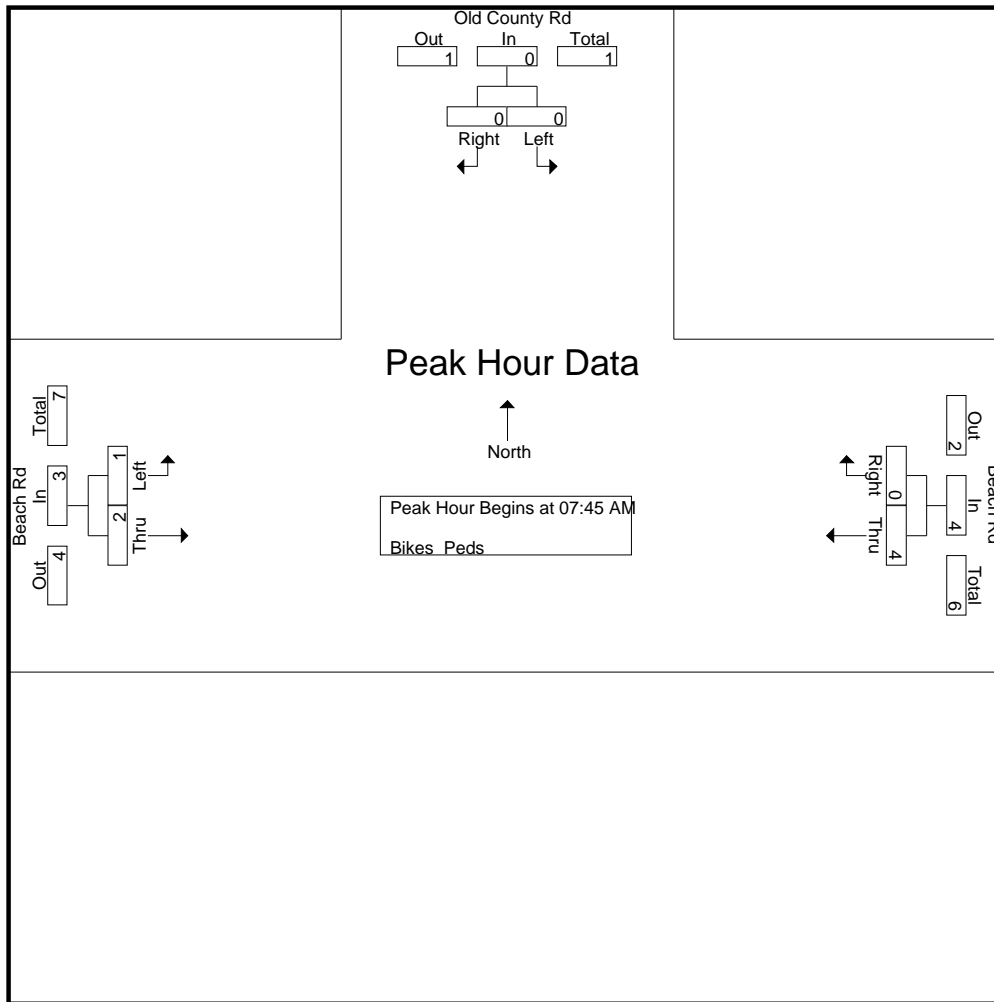 Old County Rd
Out In Total
1 0 1
0 0
Right Left
Peak Hour Data
North
Peak Hour Begins at 07:45 AM
Bikes Peds
Beach Rd
Out In Total
4 3 7
2 1
Thru Left
Beach Rd
Out In Total
2 4 6
0 4
Right Thru